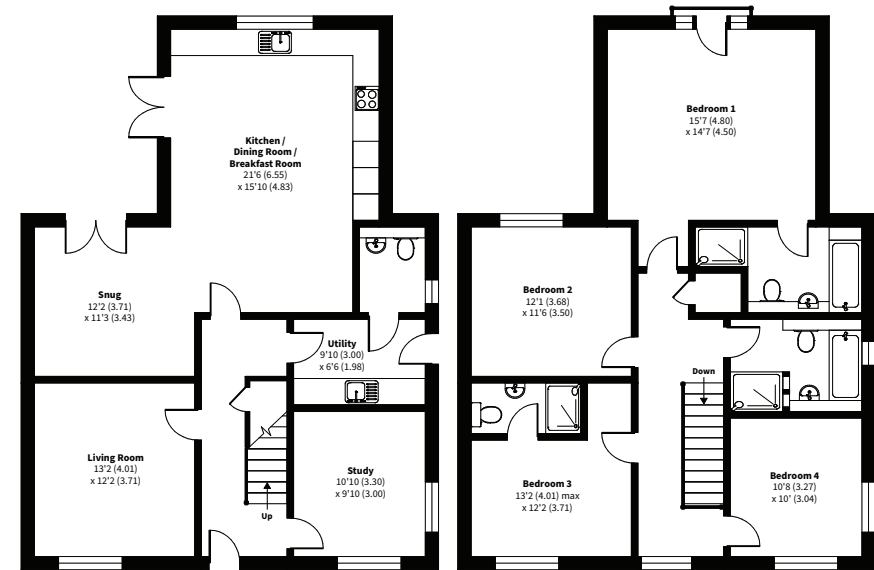 Kitchen /
Dining Room /
Breakfast Room
21'6 (6.55)
x 15'10 (4.83)
Snug
12'2 (3.71)
x 11'3 (3.43)
Utility
9'10 (3.00)
x 6'6 (1.98)
Living Room
13'2 (4.01)
x 12'2 (3.71)
Up
Study
10'10 (3.30)
x 9'10 (3.00)
Bedroom 1
15'7 (4.80)
x 14'7 (4.50)
Bedroom 2
12'1 (3.68)
x 11'6 (3.50)
Down
Bedroom 3
13'2 (4.01) max
x 12'2 (3.71)
Bedroom 4
10'8 (3.27)
x 10' (3.04)